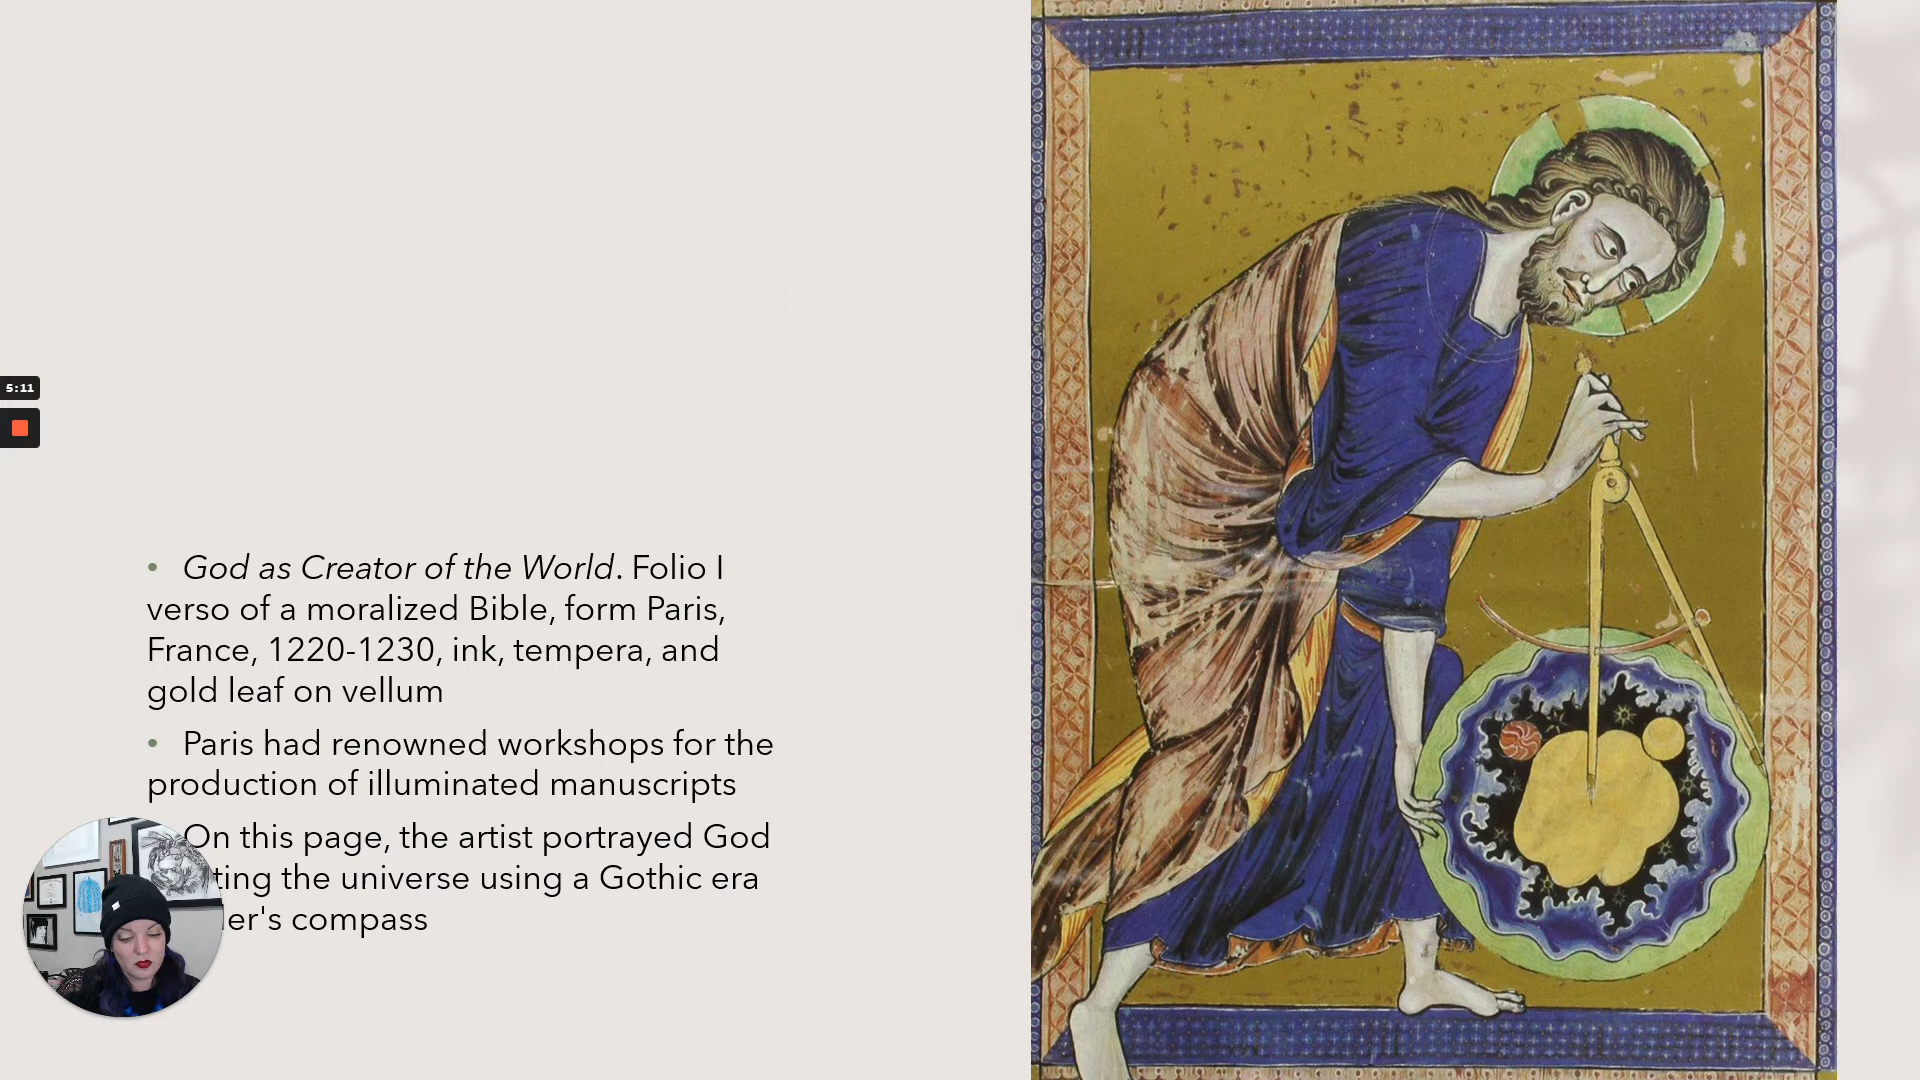 5:11
• God as Creator of the World. Folio I
verso of a moralized Bible, form Paris,
France, 1220-1230, ink, tempera, and
gold leaf on vellum
• Paris had renowned workshops for the
production of illuminated manuscripts
On this page, the artist portrayed God
the universe using a Gothic era
compass